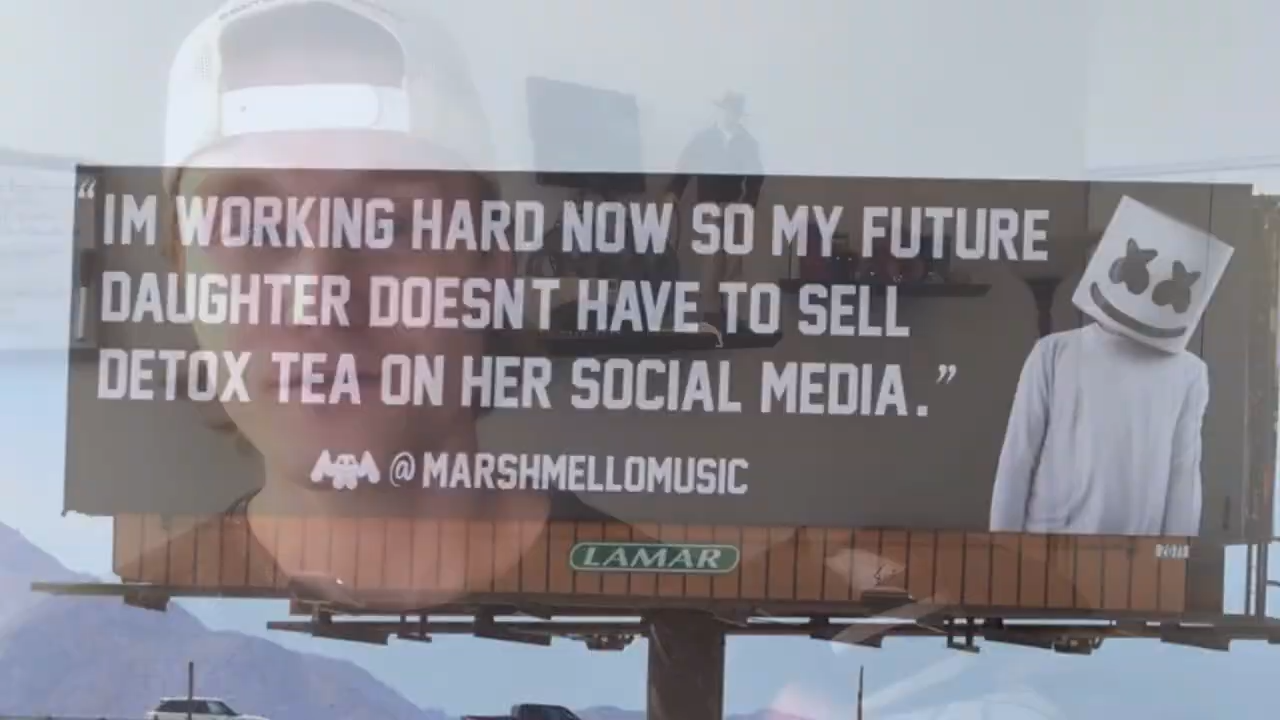 “IM WORKING HARD NOW SO MY FUTURE
DAUGHTER DOESNT HAVE TO SELL
DETOX TEA ON HER SOCIAL MEDIA.”
@MARSHMELLOMUSIC
LAMAR
2071